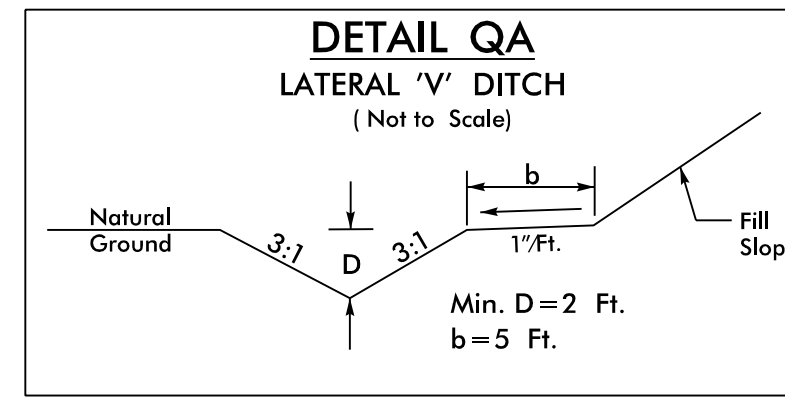 DETAIL QA
LATERAL 'V' DITCH
( Not to Scale)
b
Natural
Ground
3:1
D
3:1
1"/Ft.
Fill
Slop
Min. D=2 Ft.
b=5 Ft.